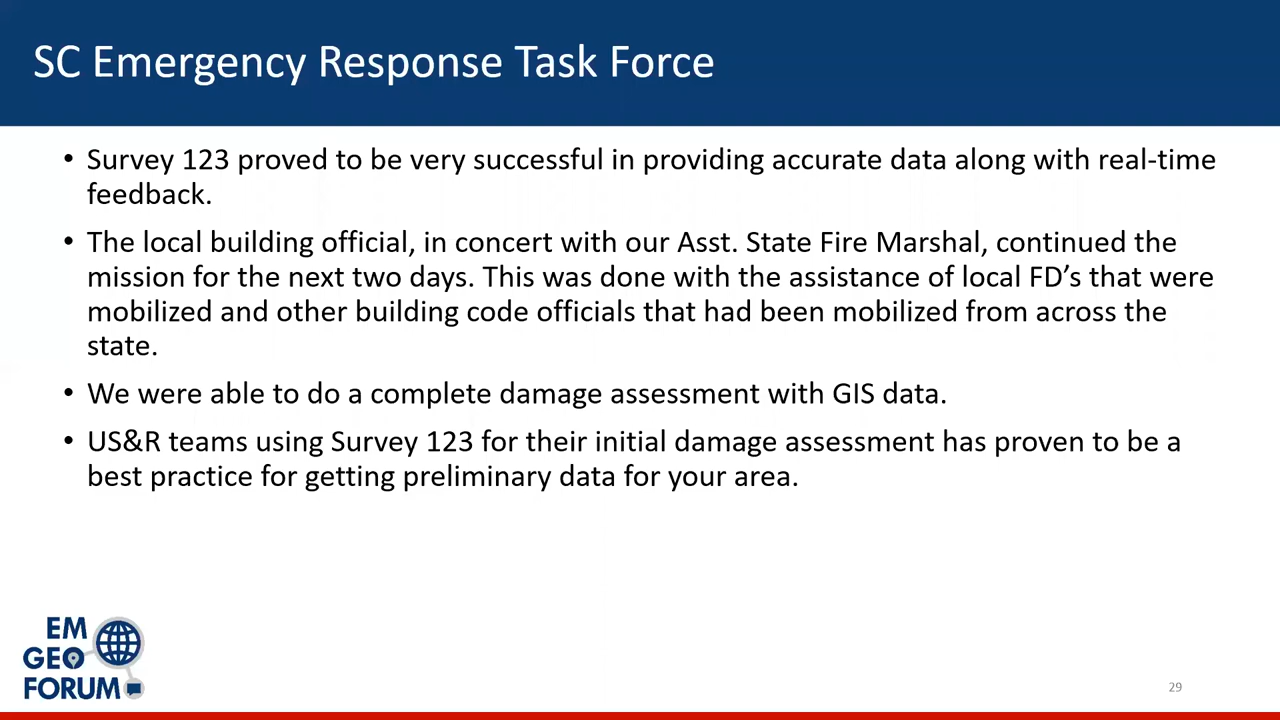 SC Emergency Response Task Force
• Survey 123 proved to be very successful in providing accurate data along with real-time
feedback.
• The local building official, in concert with our Asst. State Fire Marshal, continued the
mission for the next two days. This was done with the assistance of local FD’s that were
mobilized and other building code officials that had been mobilized from across the
state.
• We were able to do a complete damage assessment with GIS data.
• US&R teams using Survey 123 for their initial damage assessment has proven to be a
best practice for getting preliminary data for your area.
EM
GEO
FORUM
29